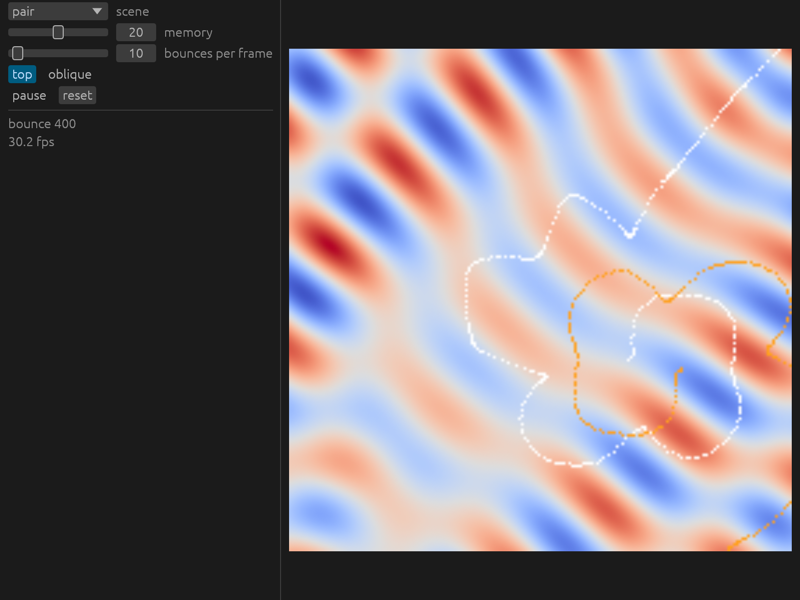 pair scene
20 memory
10 bounces per frame
top oblique
pause reset
bounce 400
30.2 fps